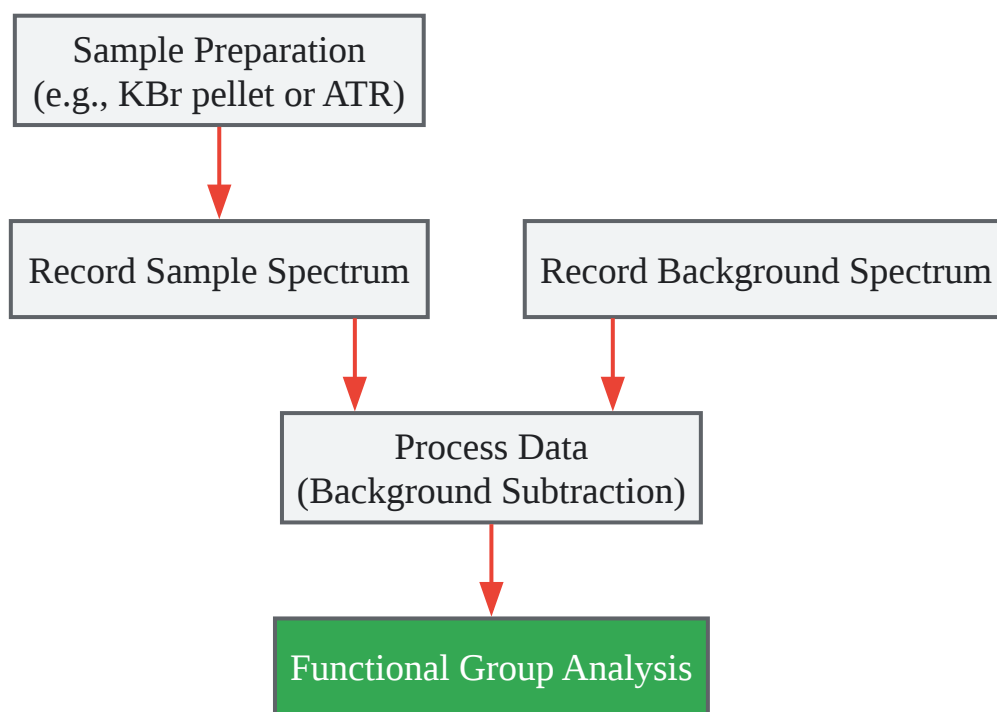 Sample Preparation
(e.g., KBr pellet or ATR)
Record Sample Spectrum
Record Background Spectrum
Process Data
(Background Subtraction)
Functional Group Analysis